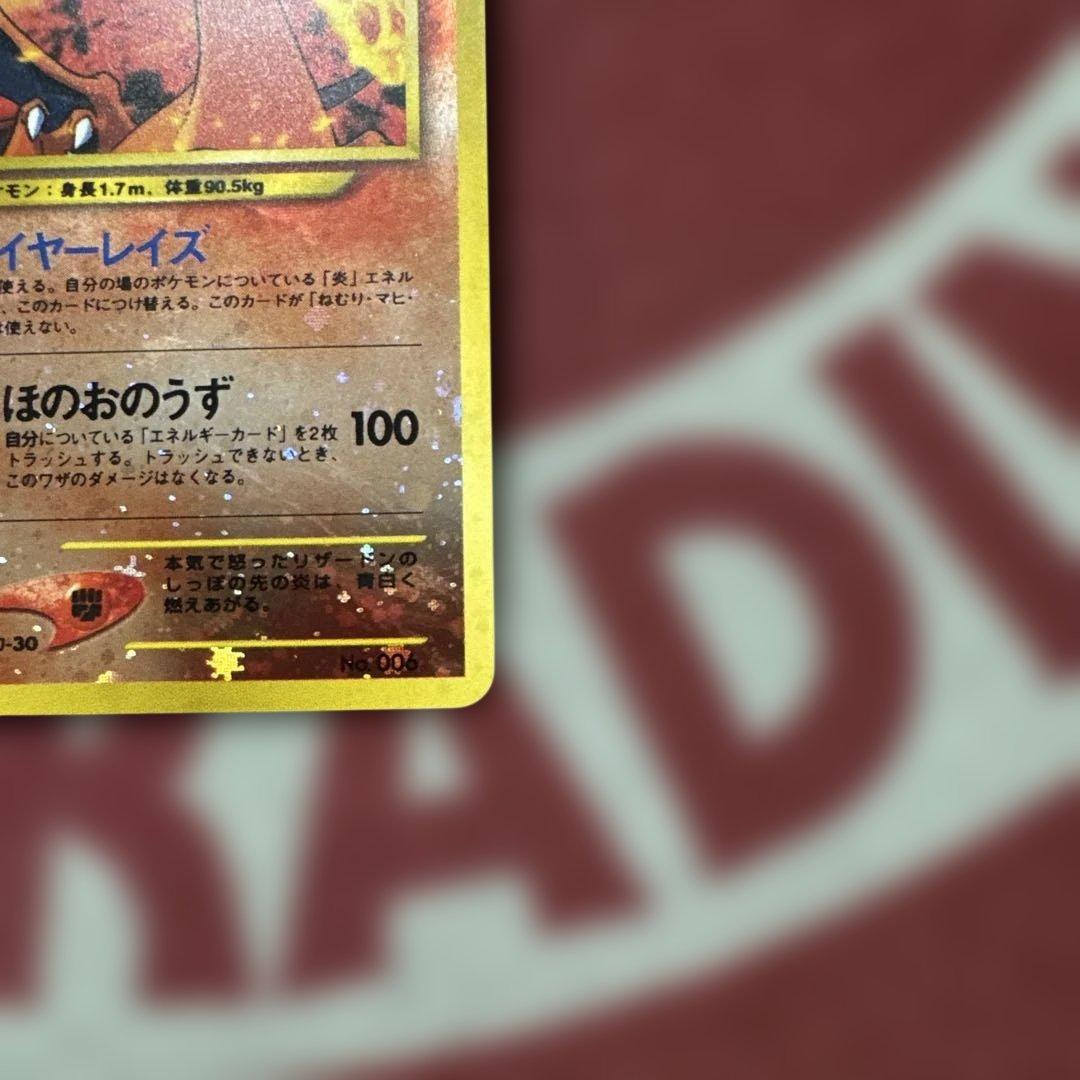 ケモン：身長1.7m、体重90.5kg
イヤーレイズ
使える。自分の場のポケモンについている「炎」エネル
、このカードにつけ替える。このカードが「ねむり・マヒ・
は使えない。
ほのおのうず
100
自分についている「エネルギーカード」を2枚
トラッシュする。トラッシュできないとき、
このワザのダメージはなくなる。
本気で怒ったリザードンの
しっぽの先の炎は、青白く
燃えあがる。
-30
No.006
RADIN